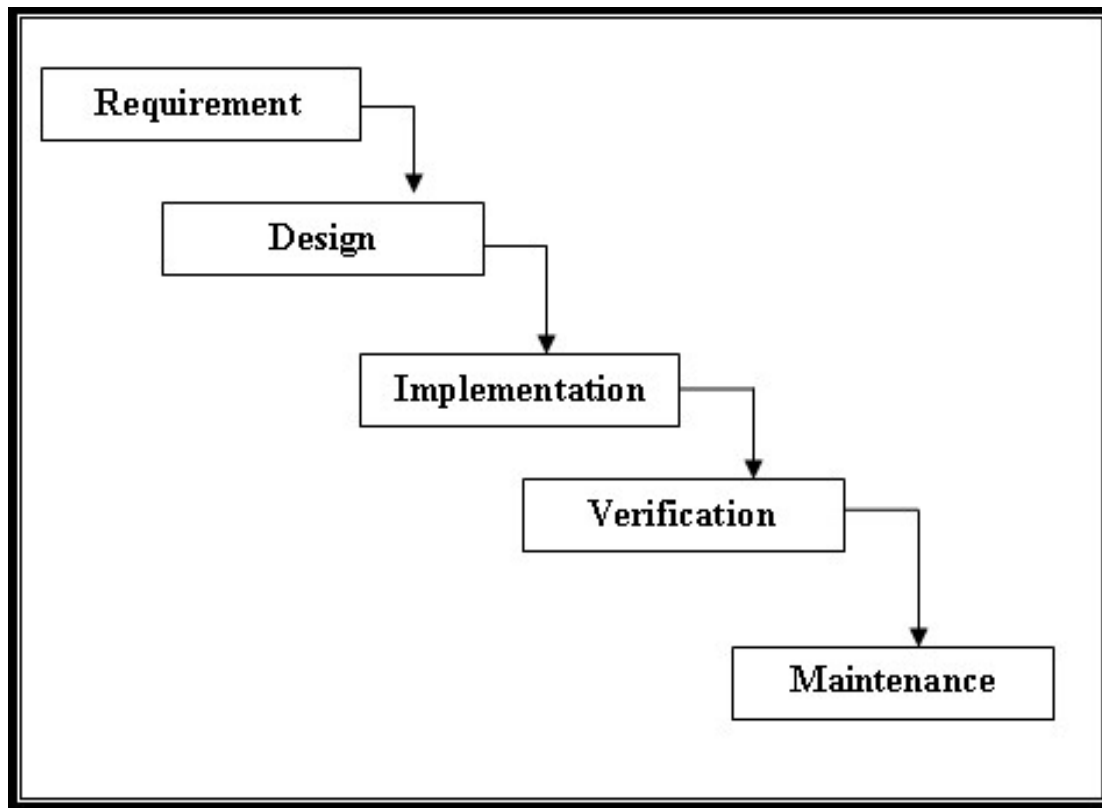 Requirement
Design
Implementation
Verification
Maintenance